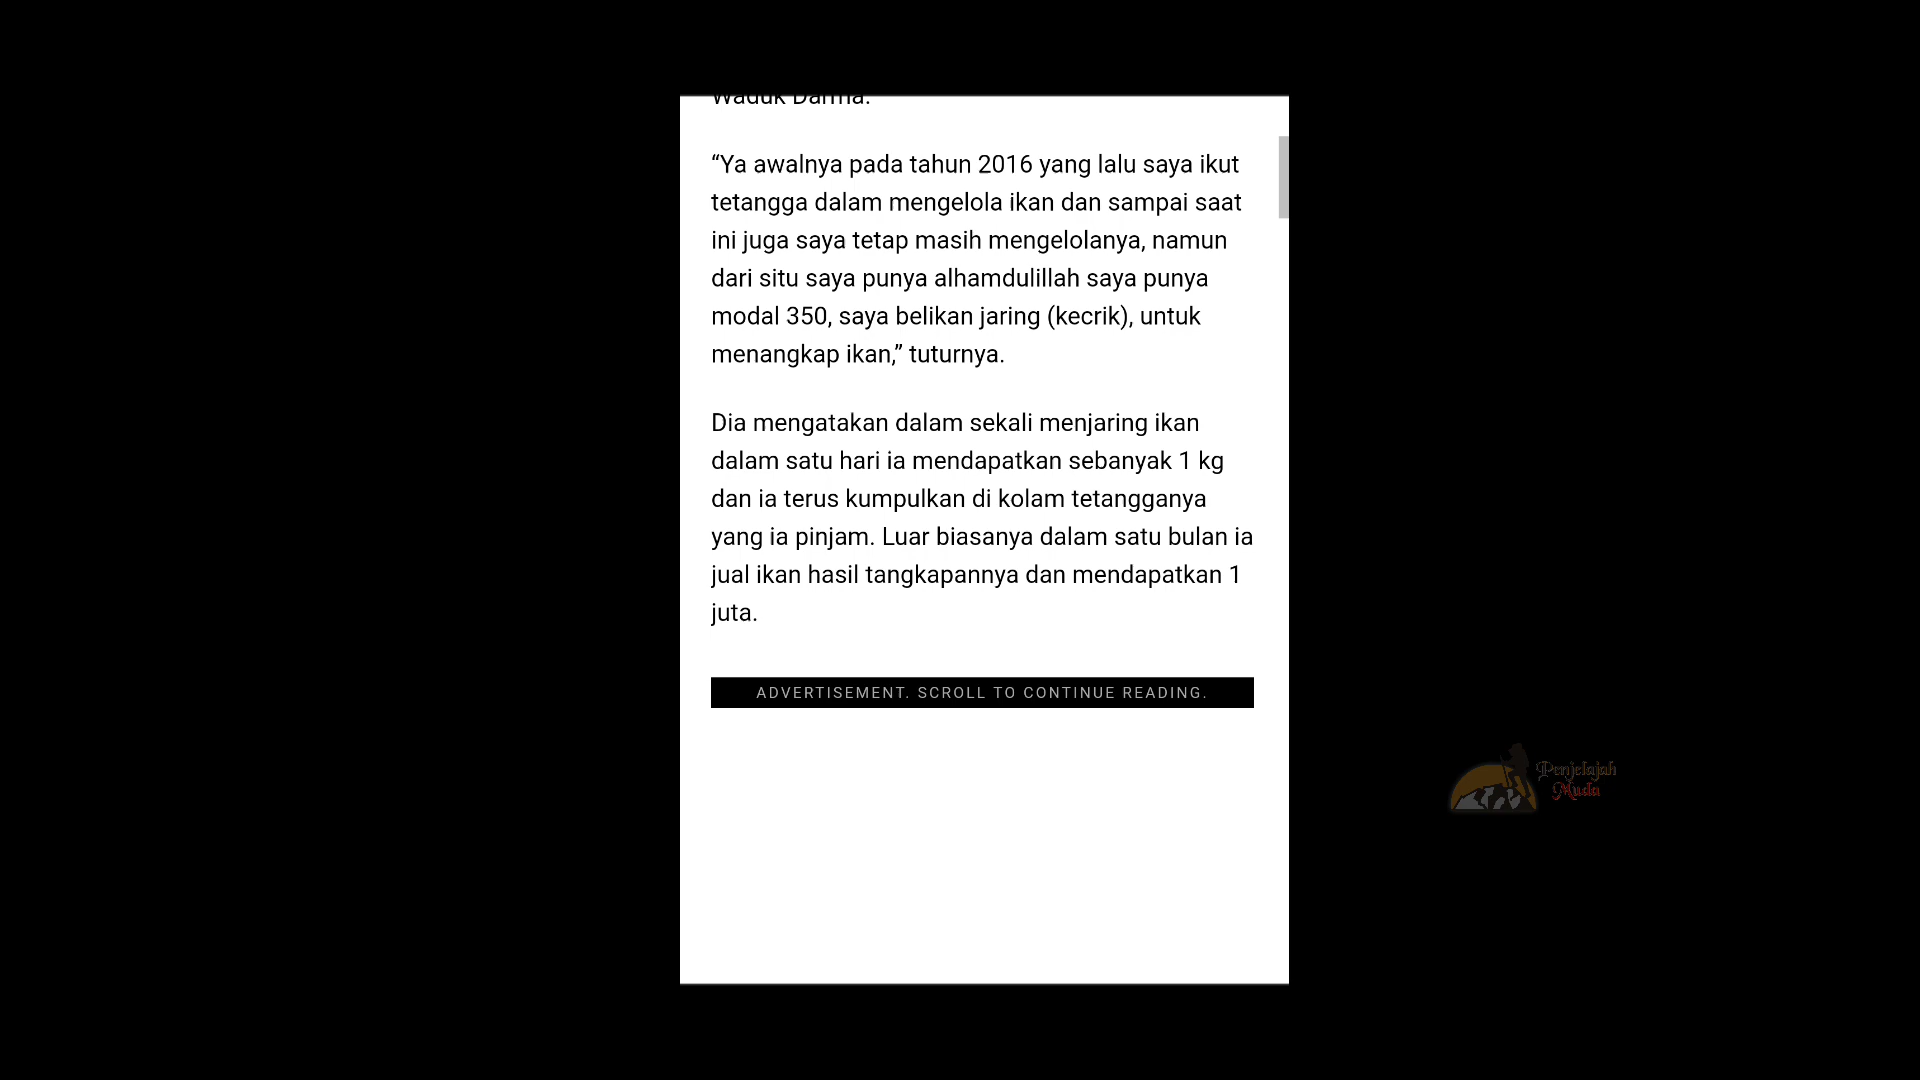 Waduk Darma.
“Ya awalnya pada tahun 2016 yang lalu saya ikut
tetangga dalam mengelola ikan dan sampai saat
ini juga saya tetap masih mengelolanya, namun
dari situ saya punya alhamdulillah saya punya
modal 350, saya belikan jaring (kecrik), untuk
menangkap ikan,” tuturnya.
Dia mengatakan dalam sekali menjaring ikan
dalam satu hari ia mendapatkan sebanyak 1 kg
dan ia terus kumpulkan di kolam tetangganya
yang ia pinjam. Luar biasanya dalam satu bulan ia
jual ikan hasil tangkapannya dan mendapatkan 1
juta.
ADVERTISEMENT. SCROLL TO CONTINUE READING.
Penjelajah
Muda